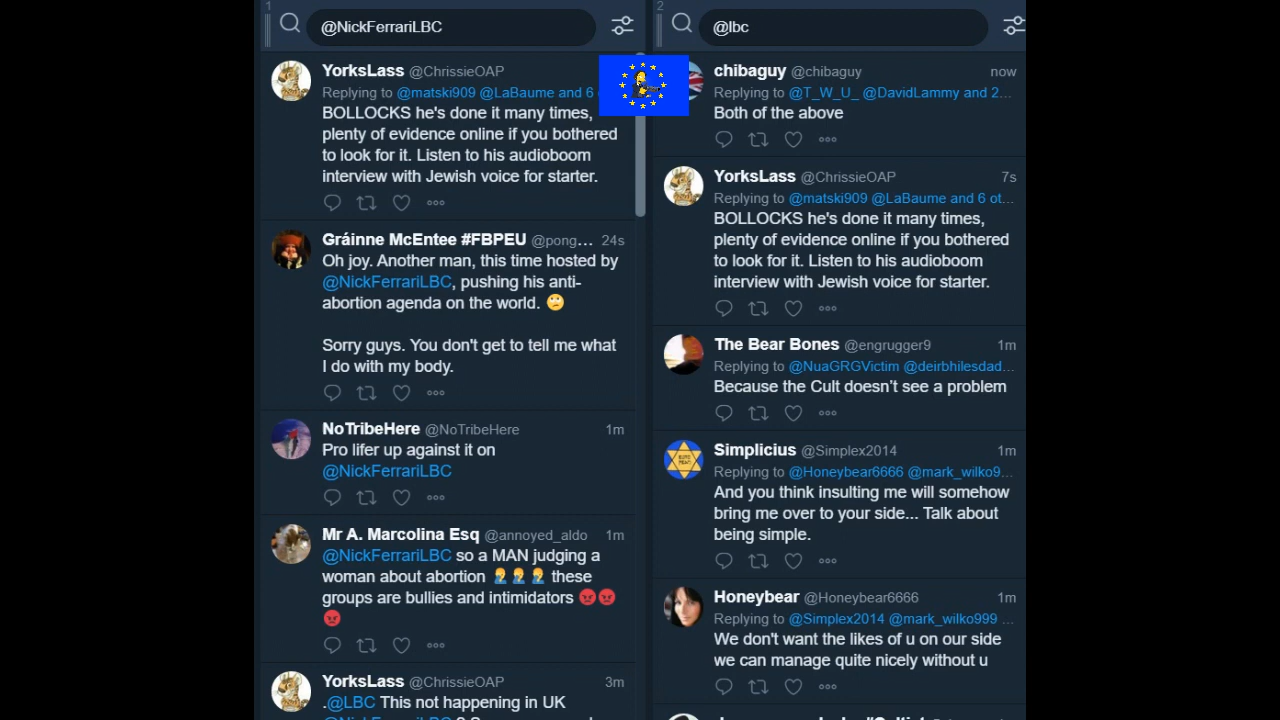 1
@NickFerrariLBC
YorksLass @ChrissieOAP
Replying to @matski909 @LaBaume and 6
BOLLOCKS he's done it many times,
plenty of evidence online if you bothered
to look for it. Listen to his audioboom
interview with Jewish voice for starter.
Gráinne McEntee #FBPEU @pong... 24s
Oh joy. Another man, this time hosted by
@NickFerrariLBC, pushing his anti-
abortion agenda on the world. 🙄
Sorry guys. You don't get to tell me what
I do with my body.
NoTribeHere @NoTribeHere 1m
Pro lifer up against it on
@NickFerrariLBC
Mr A. Marcolina Esq @annoyed_aldo 1m
@NickFerrariLBC so a MAN judging a
woman about abortion 🤦‍♂️🤦‍♂️🤦‍♂️ these
groups are bullies and intimidators 😡😡
😡
YorksLass @ChrissieOAP 3m
.@LBC This not happening in UK
2
@lbc
chibaguy @chibaguy now
Replying to @T_W_U_ @DavidLammy and 2...
Both of the above
YorksLass @ChrissieOAP 7s
Replying to @matski909 @LaBaume and 6 ot...
BOLLOCKS he's done it many times,
plenty of evidence online if you bothered
to look for it. Listen to his audioboom
interview with Jewish voice for starter.
The Bear Bones @engrugger9 1m
Replying to @NuaGRGVictim @deirbhilesdad...
Because the Cult doesn't see a problem
Simplicius @Simplex2014 1m
Replying to @Honeybear6666 @mark_wilko9...
And you think insulting me will somehow
bring me over to your side... Talk about
being simple.
Honeybear @Honeybear6666 1m
Replying to @Simplex2014 @mark_wilko999 ...
We don't want the likes of u on our side
we can manage quite nicely without u